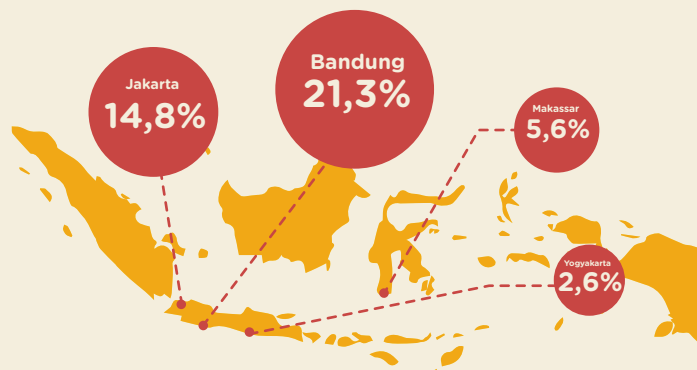 Jakarta
14,8%
Bandung
21,3%
Makassar
5,6%
Yogyakarta
2,6%